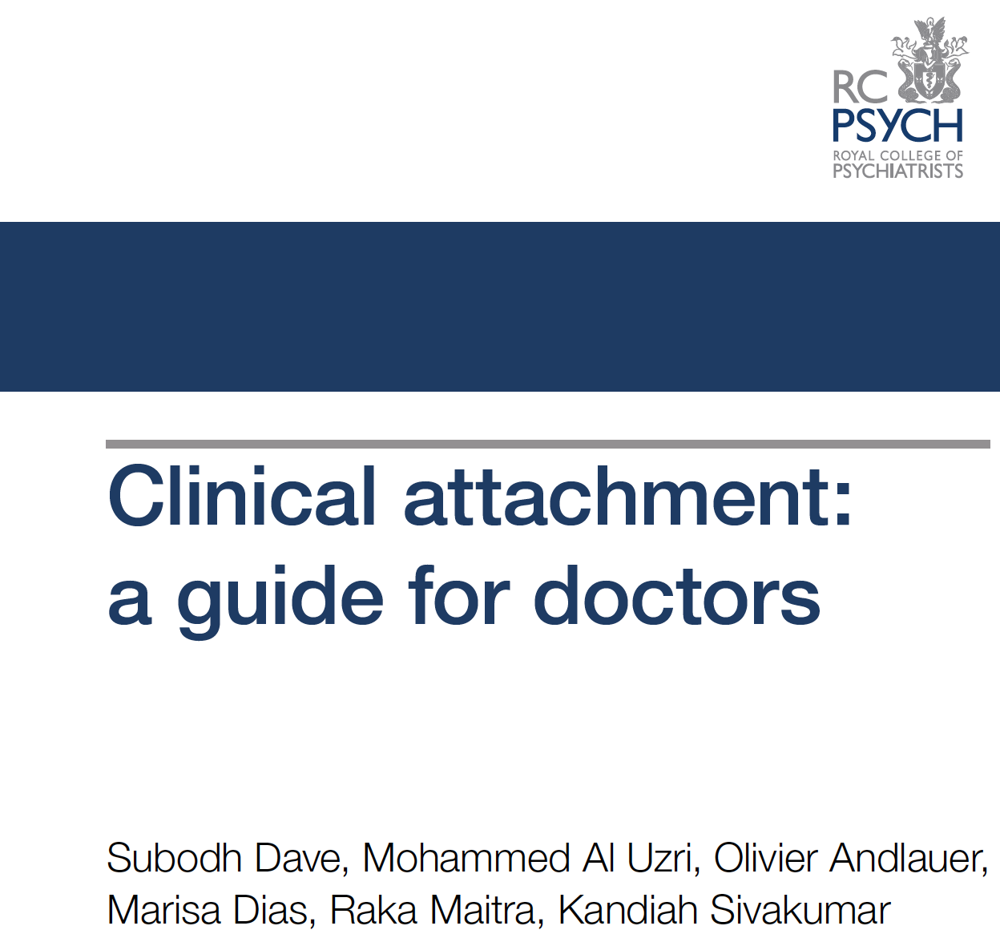 RC
PSYCH
ROYAL COLLEGE OF
PSYCHIATRISTS
Clinical attachment:
a guide for doctors
Subodh Dave, Mohammed Al Uzri, Olivier Andlauer,
Marisa Dias, Raka Maitra, Kandiah Sivakumar